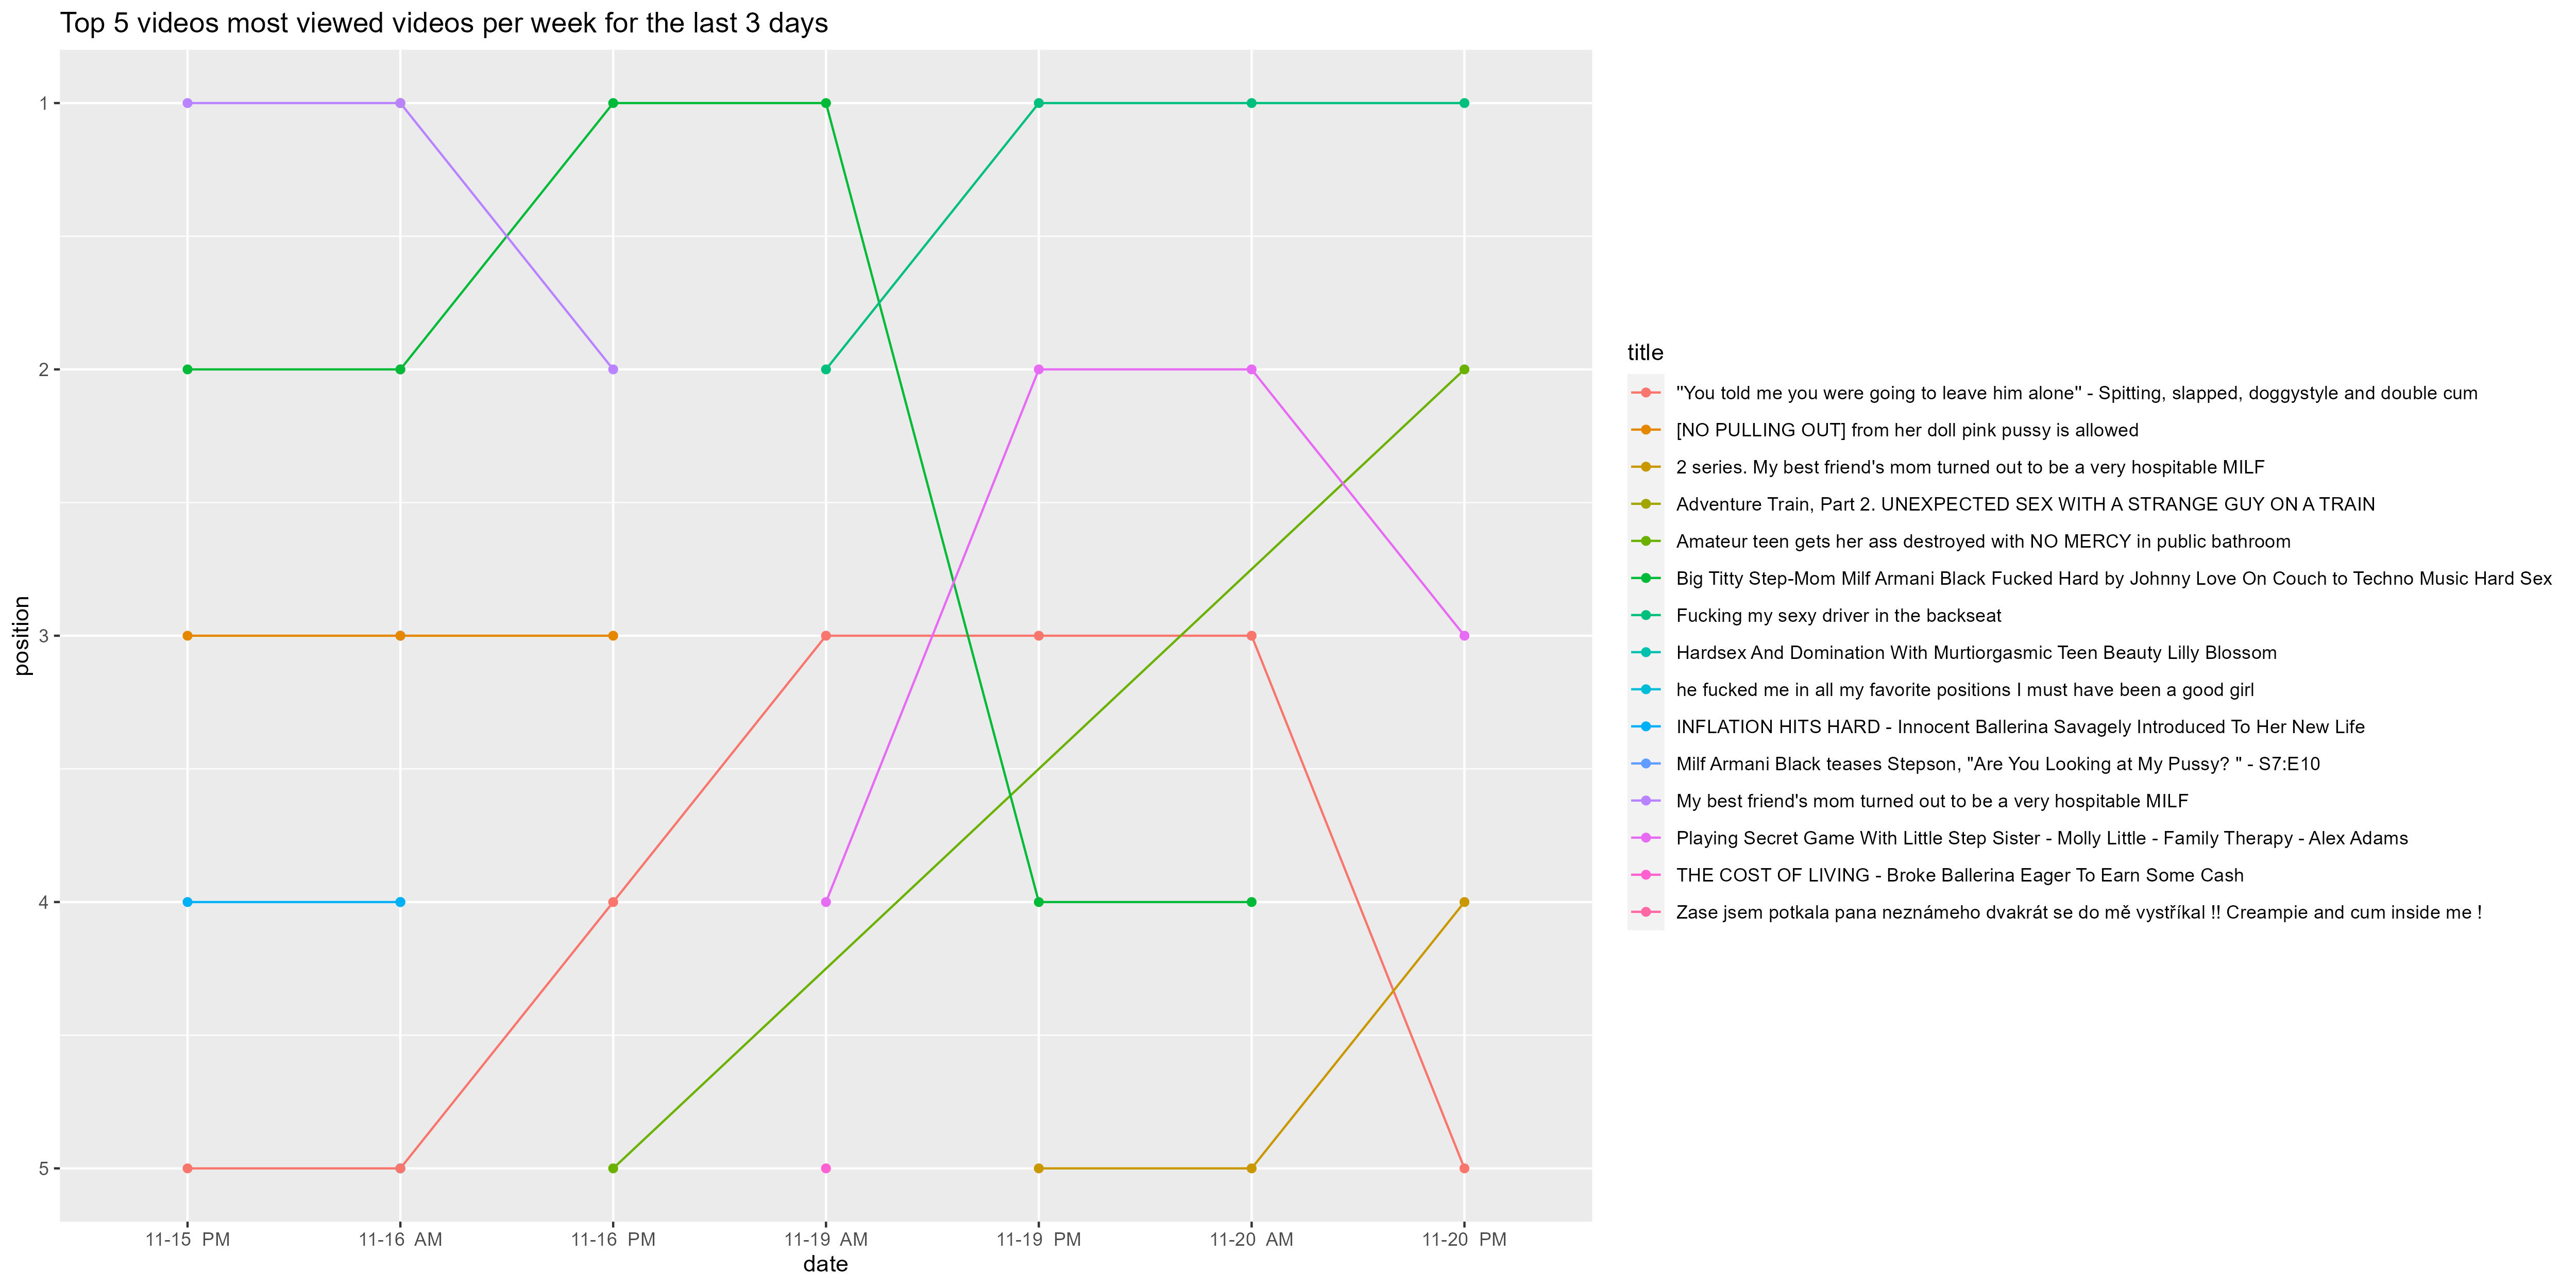 Top 5 videos most viewed videos per week for the last 3 days
1
2
3
4
5
position
11-15 PM
11-16 AM
11-16 PM
11-19 AM
11-19 PM
11-20 AM
11-20 PM
date
title
"You told me you were going to leave him alone" - Spitting, slapped, doggystyle and double cum
[NO PULLING OUT] from her doll pink pussy is allowed
2 series. My best friend's mom turned out to be a very hospitable MILF
Adventure Train, Part 2. UNEXPECTED SEX WITH A STRANGE GUY ON A TRAIN
Amateur teen gets her ass destroyed with NO MERCY in public bathroom
Big Titty Step-Mom Milf Armani Black Fucked Hard by Johnny Love On Couch to Techno Music Hard Sex
Fucking my sexy driver in the backseat
Hardsex And Domination With Murtiorgasmic Teen Beauty Lilly Blossom
he fucked me in all my favorite positions I must have been a good girl
INFLATION HITS HARD - Innocent Ballerina Savagely Introduced To Her New Life
Milf Armani Black teases Stepson, "Are You Looking at My Pussy? " - S7:E10
My best friend's mom turned out to be a very hospitable MILF
Playing Secret Game With Little Step Sister - Molly Little - Family Therapy - Alex Adams
THE COST OF LIVING - Broke Ballerina Eager To Earn Some Cash
Zase jsem potkala pana neznámeho dvakrát se do mě vystříkal !! Creampie and cum inside me !